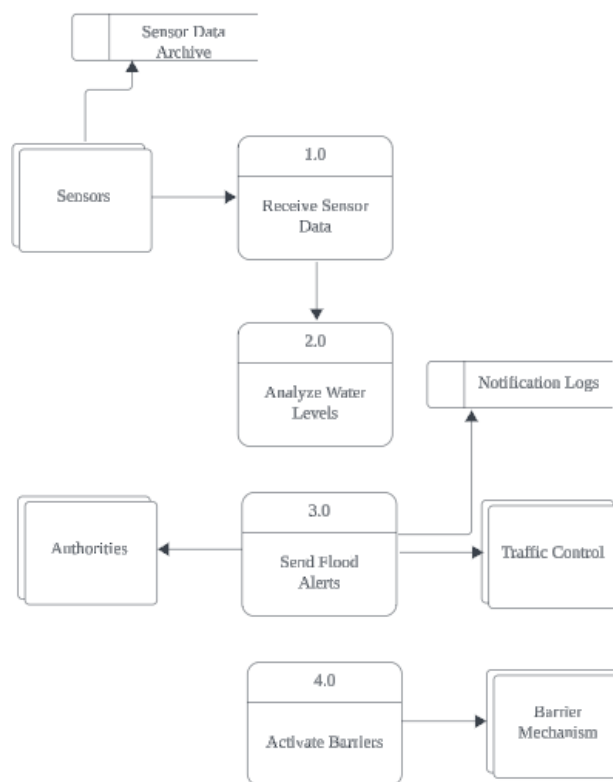 Sensor Data
Archive
1.0
Sensors
Receive Sensor
Data
2.0
Notification Logs
Analyze Water
Levels
3.0
Authorities
Send Flood
Alerts
Traffic Control
4.0
Barrier
Mechanism
Activate Barriers